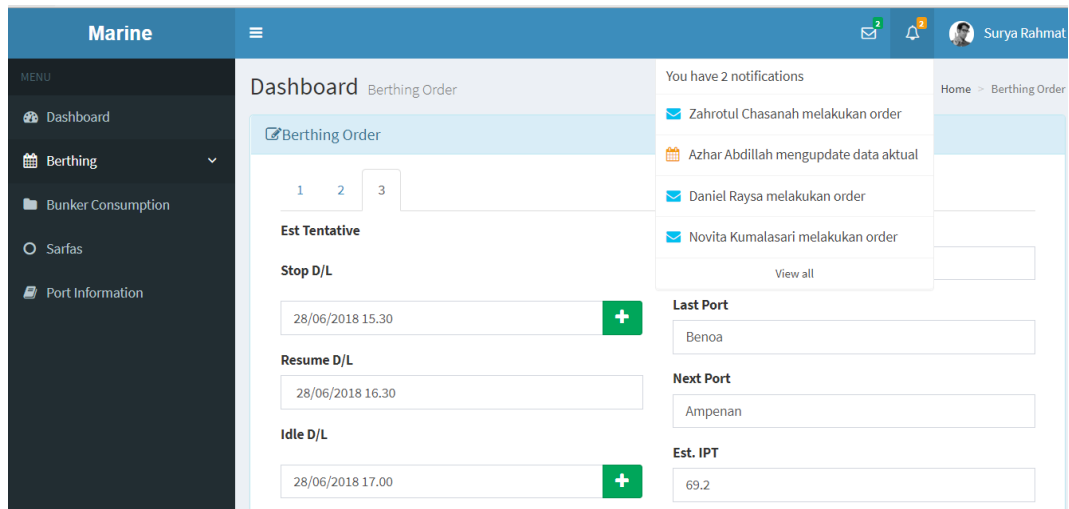 Marine
2
2
Surya Rahmat
MENU
Dashboard
Berthing
Bunker Consumption
Sarfas
Port Information
Dashboard Berthing Order
Home > Berthing Order
You have 2 notifications
Zahrotul Chasanah melakukan order
Azhar Abdillah mengupdate data aktual
Daniel Raysa melakukan order
Novita Kumalasari melakukan order
View all
Berthing Order
1 2 3
Est Tentative
Stop D/L
28/06/2018 15.30
Resume D/L
28/06/2018 16.30
Idle D/L
28/06/2018 17.00
Last Port
Benoa
Next Port
Ampenan
Est. IPT
69.2